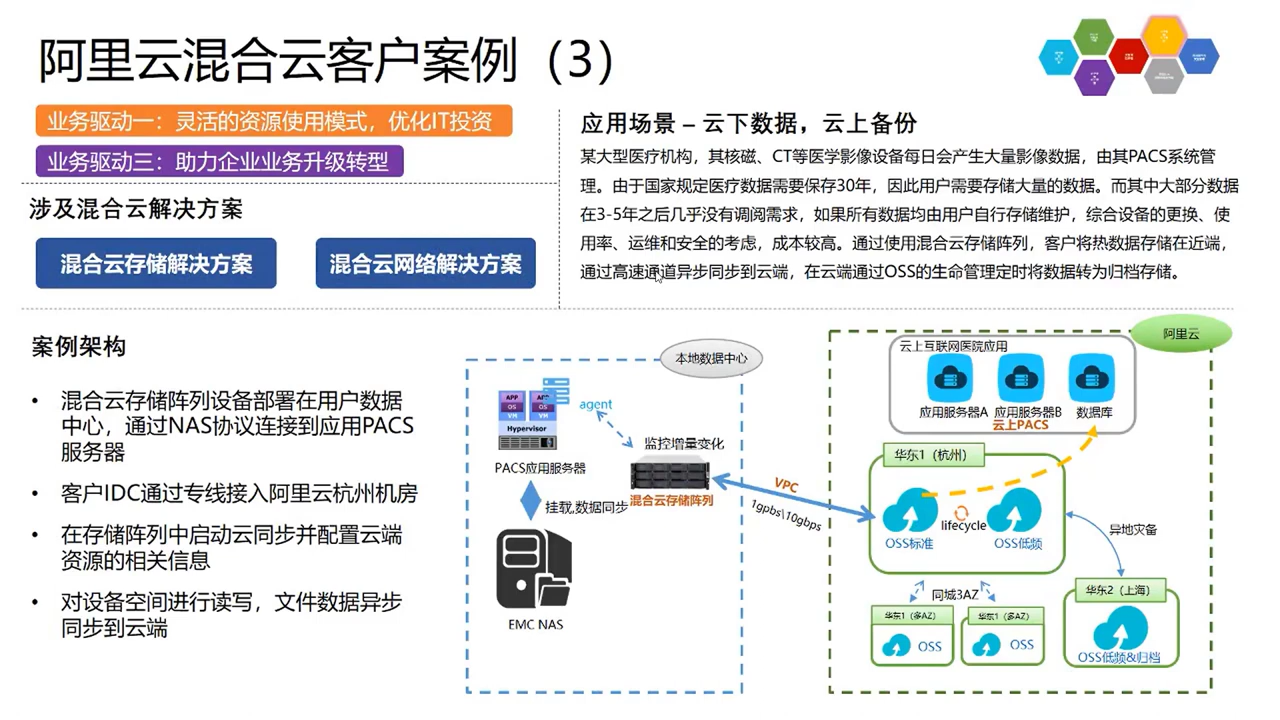 阿里云混合云客户案例（3）
业务驱动一：灵活的资源使用模式，优化IT投资
业务驱动三：助力企业业务升级转型
涉及混合云解决方案
混合云存储解决方案
混合云网络解决方案
应用场景 – 云下数据，云上备份
某大型医疗机构，其核磁、CT等医学影像设备每日会产生大量影像数据，由其PACS系统管
理。由于国家规定医疗数据需要保存30年，因此用户需要存储大量的数据。而其中大部分数据
在3-5年之后几乎没有调阅需求，如果所有数据均由用户自行存储维护，综合设备的更换、使
用率、运维和安全的考虑，成本较高。通过使用混合云存储阵列，客户将热数据存储在近端，
通过高速通道异步同步到云端，在云端通过OSS的生命管理定时将数据转为归档存储。
案例架构
• 混合云存储阵列设备部署在用户数据
中心，通过NAS协议连接到应用PACS
服务器
• 客户IDC通过专线接入阿里云杭州机房
• 在存储阵列中启动云同步并配置云端
资源的相关信息
• 对设备空间进行读写，文件数据异步
同步到云端
本地数据中心
APP
OS
VM
APP
OS
VM
Hypervisor
agent
PACS应用服务器
监控增量变化
混合云存储阵列
挂载,数据同步
EMC NAS
VPC
1gpbs\10gbps
阿里云
云上互联网医院应用
应用服务器A
应用服务器B
数据库
云上PACS
华东1（杭州）
OSS标准
lifecycle
OSS低频
异地灾备
同城3AZ
华东1（多AZ）
OSS
华东1（多AZ）
OSS
华东2（上海）
OSS低频&归档